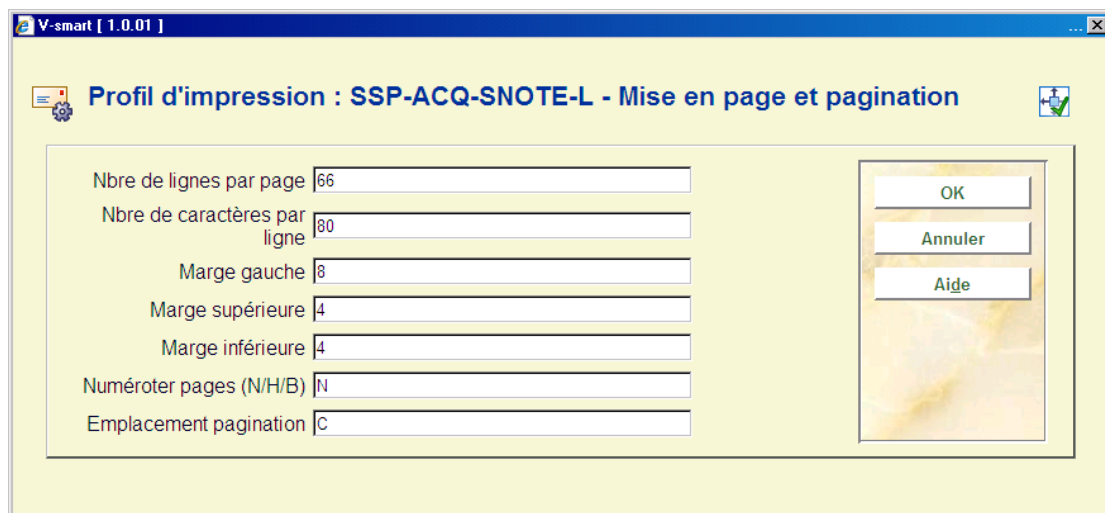 V-smart [ 1.0.01 ]
...
Profil d'impression : SSP-ACQ-SNOTE-L - Mise en page et pagination
Nbre de lignes par page 66
Nbre de caractères par
ligne 80
Marge gauche 8
Marge supérieure 4
Marge inférieure 4
Numéroter pages (N/H/B) N
Emplacement pagination C
OK
Annuler
Aide